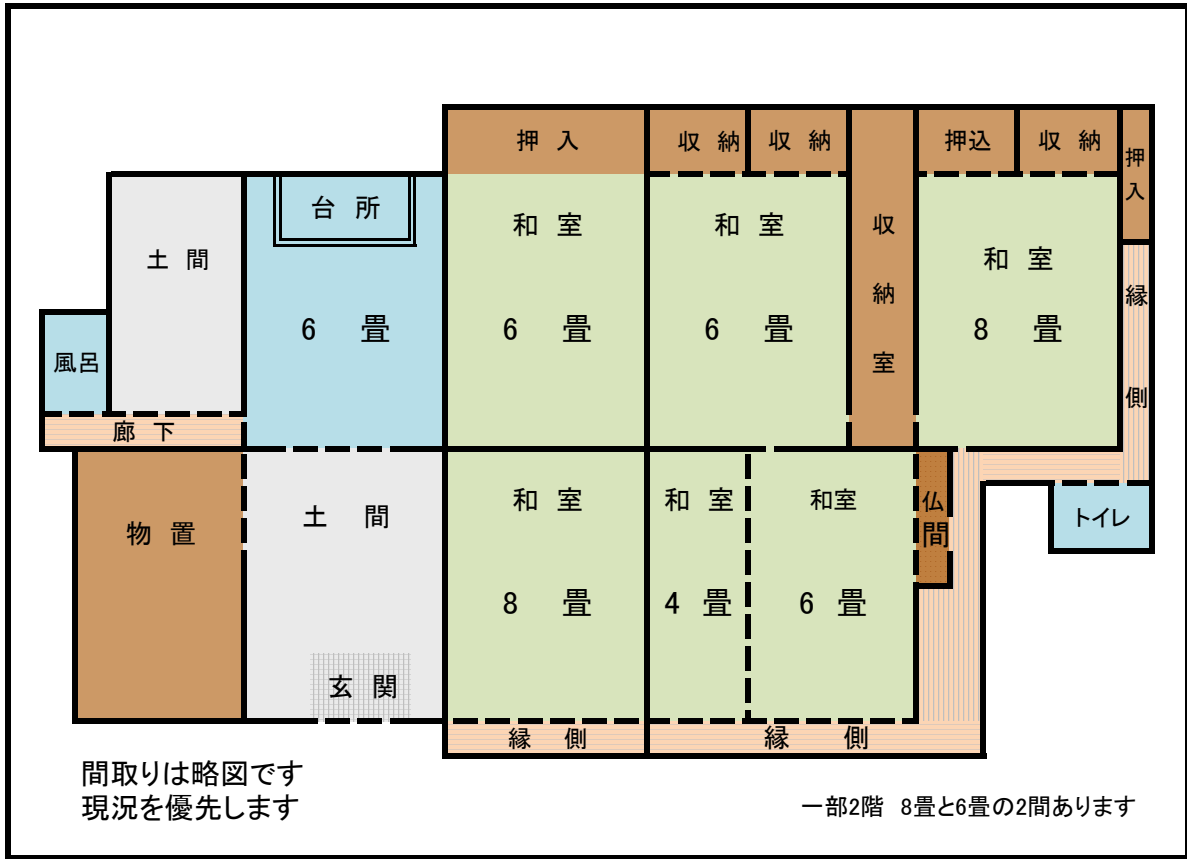 押 入
収 納
収 納
押込
収 納
押入
台 所
土 間
和 室
和 室
収納室
和 室
縁側
6 畳
6 畳
6 畳
8 畳
風呂
廊 下
物 置
土 間
和 室
和 室
和室
仏間
トイレ
8 畳
4 畳
6 畳
玄 関
縁 側
縁 側
間取りは略図です
現況を優先します
一部2階 8畳と6畳の2間あります